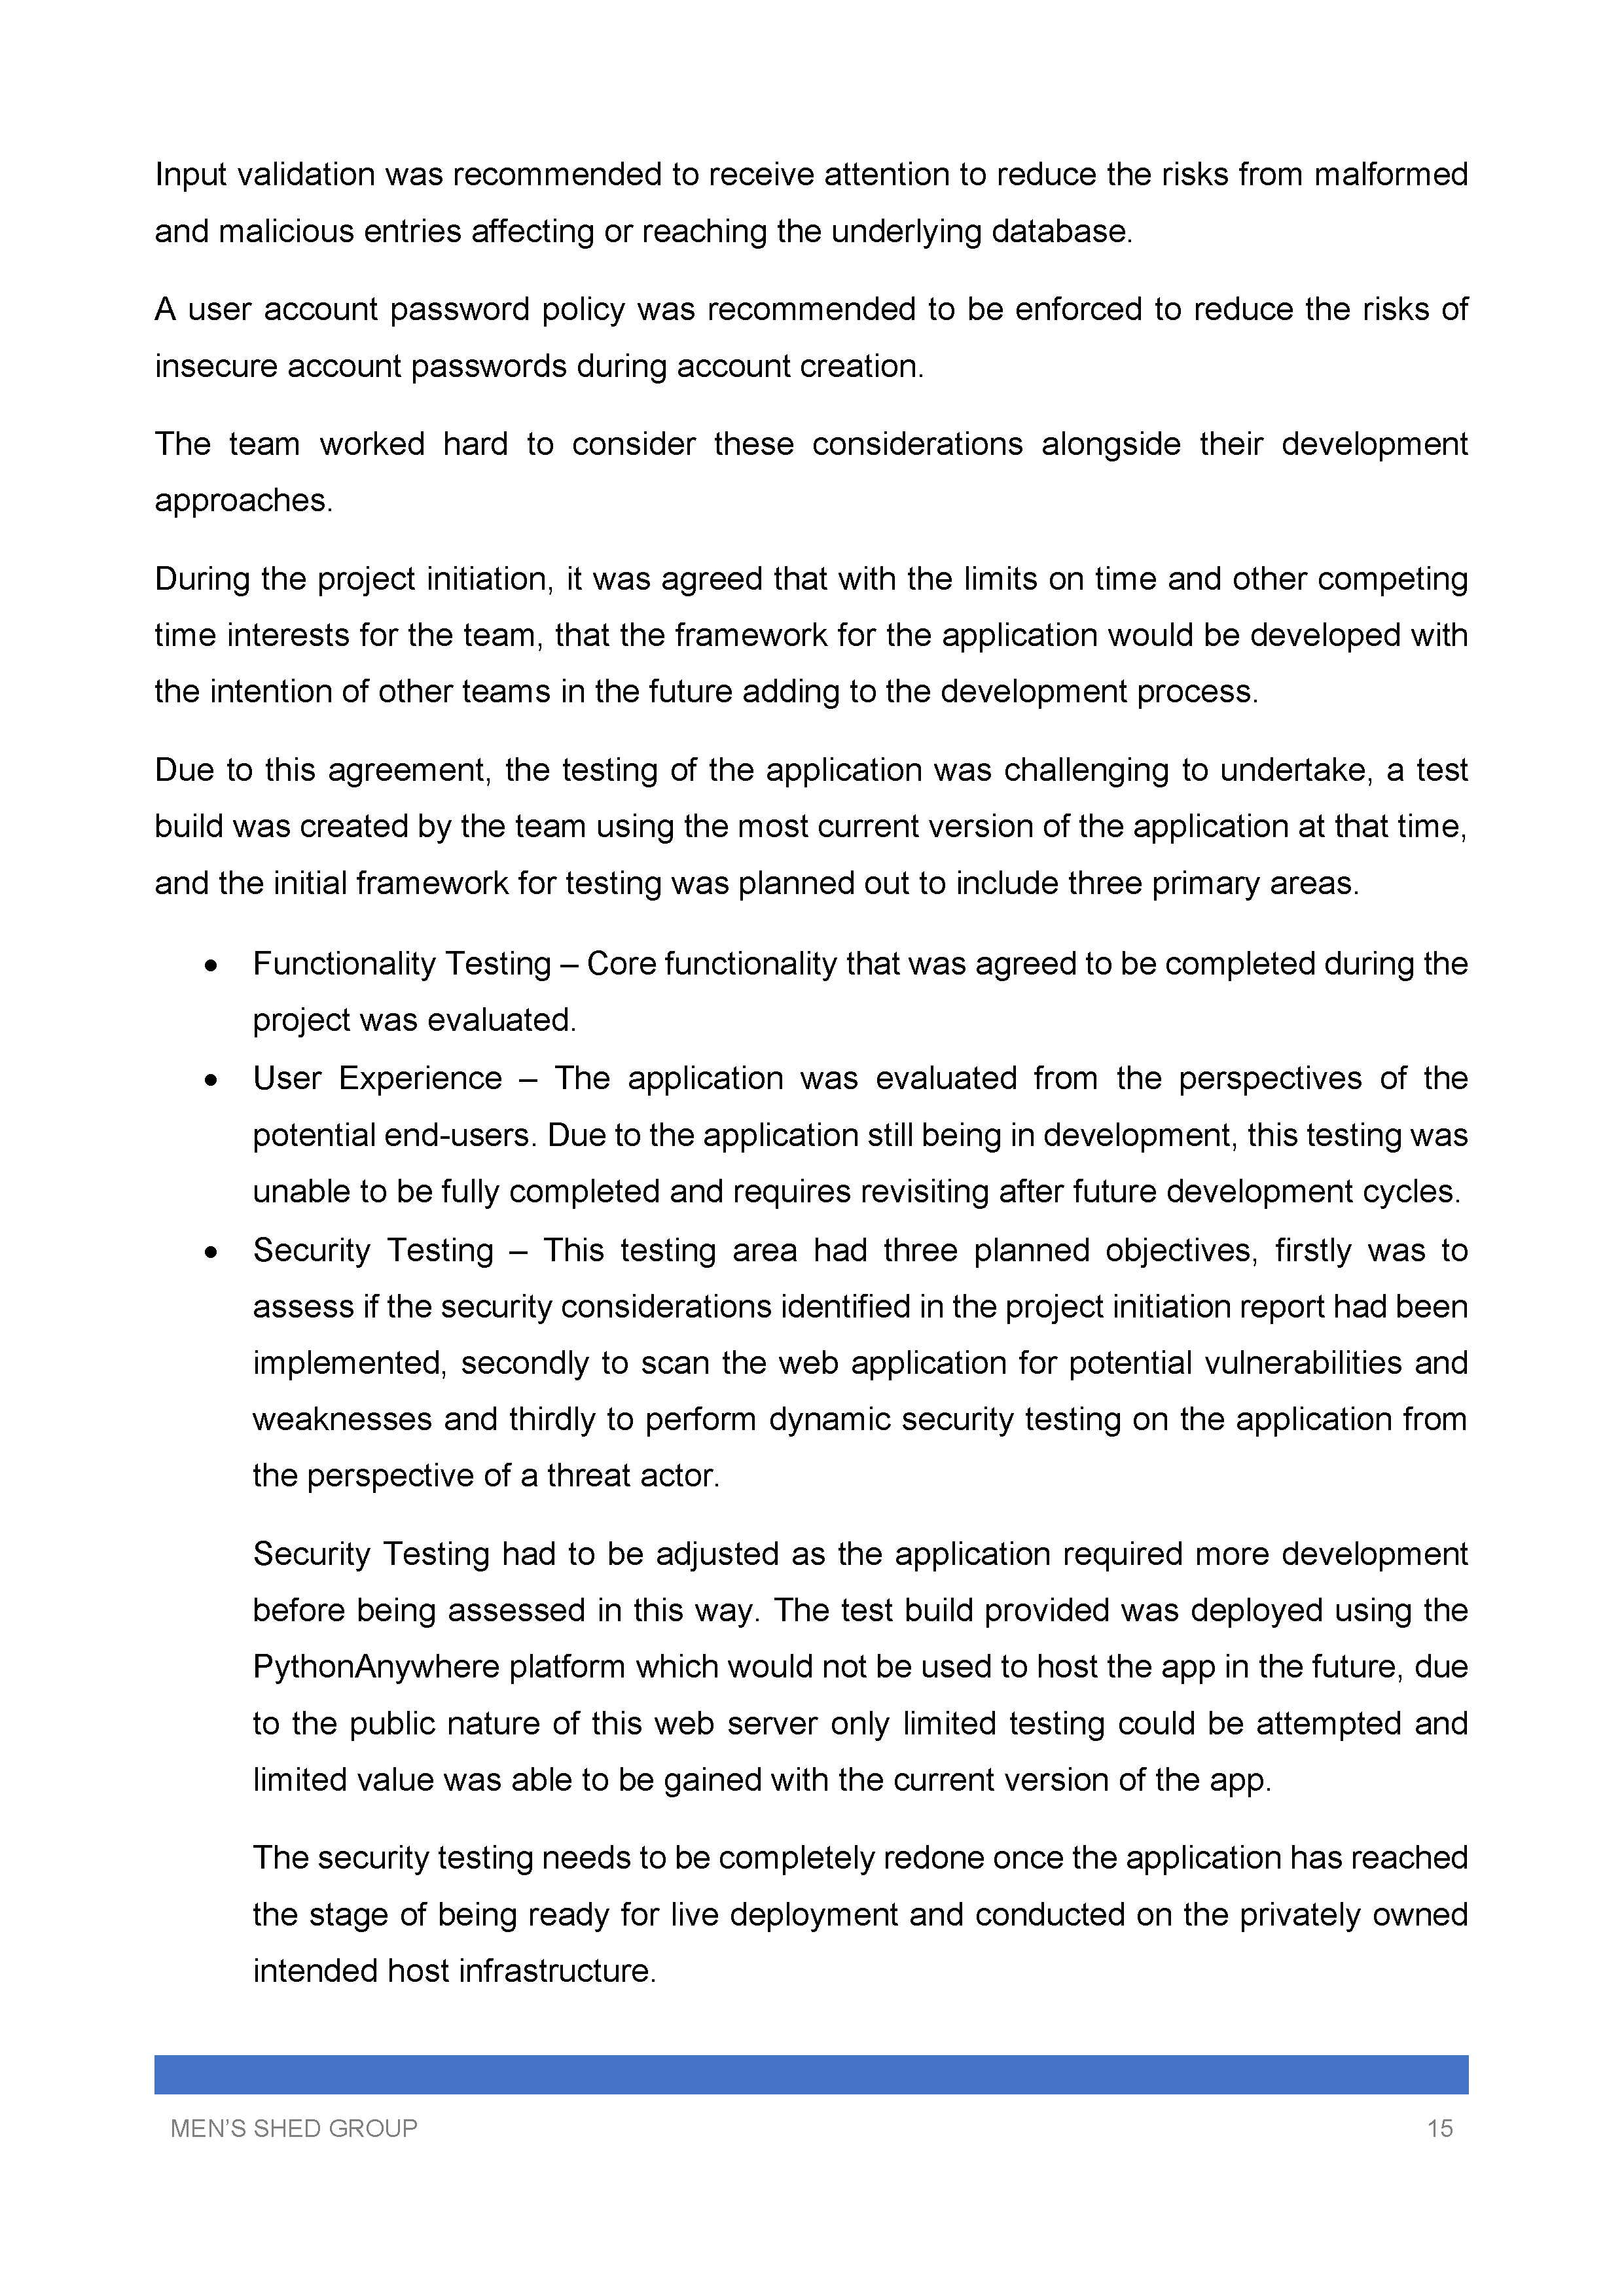 Input validation was recommended to receive attention to reduce the risks from malformed
and malicious entries affecting or reaching the underlying database.
A user account password policy was recommended to be enforced to reduce the risks of
insecure account passwords during account creation.
The team worked hard to consider these considerations alongside their development
approaches.
During the project initiation, it was agreed that with the limits on time and other competing
time interests for the team, that the framework for the application would be developed with
the intention of other teams in the future adding to the development process.
Due to this agreement, the testing of the application was challenging to undertake, a test
build was created by the team using the most current version of the application at that time,
and the initial framework for testing was planned out to include three primary areas.
• Functionality Testing – Core functionality that was agreed to be completed during the
project was evaluated.
• User Experience – The application was evaluated from the perspectives of the
potential end-users. Due to the application still being in development, this testing was
unable to be fully completed and requires revisiting after future development cycles.
• Security Testing – This testing area had three planned objectives, firstly was to
assess if the security considerations identified in the project initiation report had been
implemented, secondly to scan the web application for potential vulnerabilities and
weaknesses and thirdly to perform dynamic security testing on the application from
the perspective of a threat actor.
Security Testing had to be adjusted as the application required more development
before being assessed in this way. The test build provided was deployed using the
PythonAnywhere platform which would not be used to host the app in the future, due
to the public nature of this web server only limited testing could be attempted and
limited value was able to be gained with the current version of the app.
The security testing needs to be completely redone once the application has reached
the stage of being ready for live deployment and conducted on the privately owned
intended host infrastructure.
MEN’S SHED GROUP 15